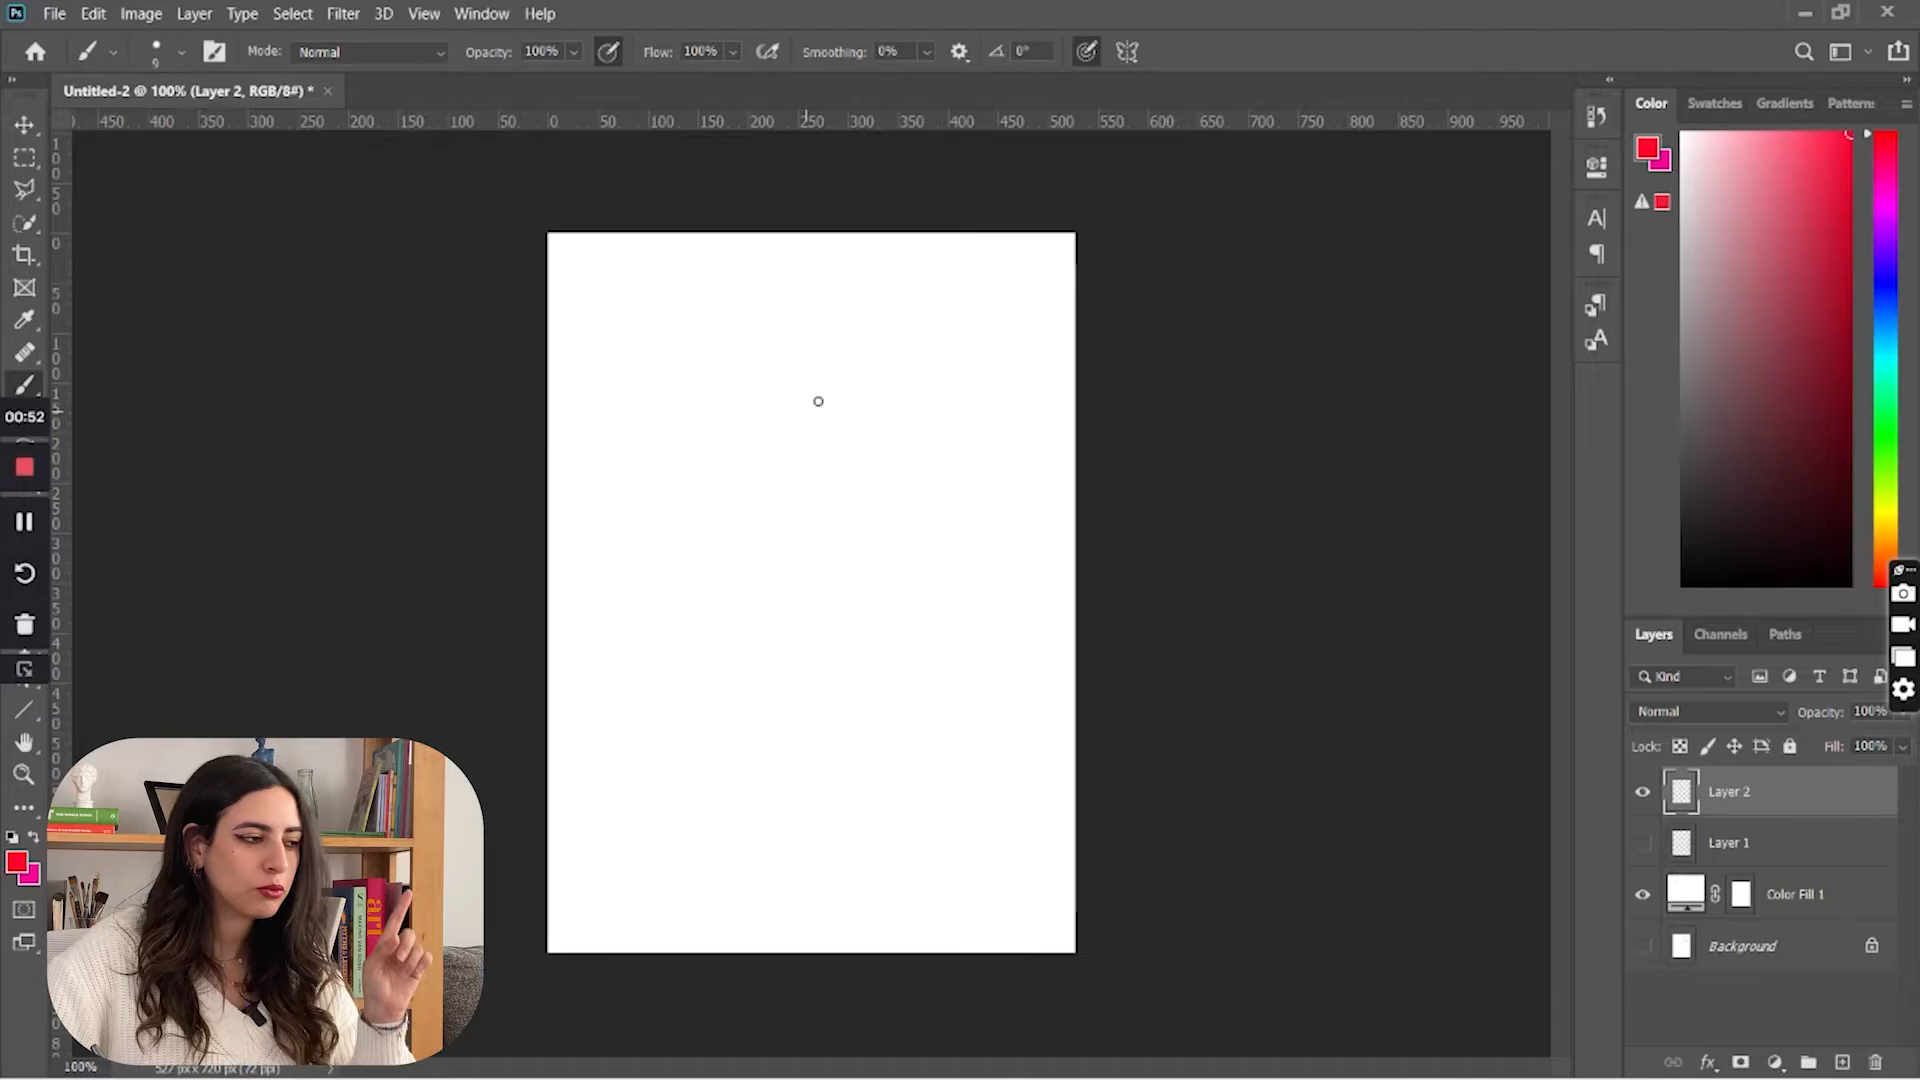 Ps File Edit Image Layer Type Select Filter 3D View Window Help
9 Mode: Normal Opacity: 100% Flow: 100% Smoothing: 0% 0°
Untitled-2 @ 100% (Layer 2, RGB/8#) * ×
450 400 350 300 250 200 150 100 50 0 50 100 150 200 250 300 350 400 450 500 550 600 650 700 750 800 850 900 950
Color Swatches Gradients Patterns
00:52
Layers Channels Paths
Kind
Normal Opacity: 100%
Lock: Fill: 100%
Layer 2
Layer 1
Color Fill 1
Background
100% 527 px x 720 px (72 ppi)